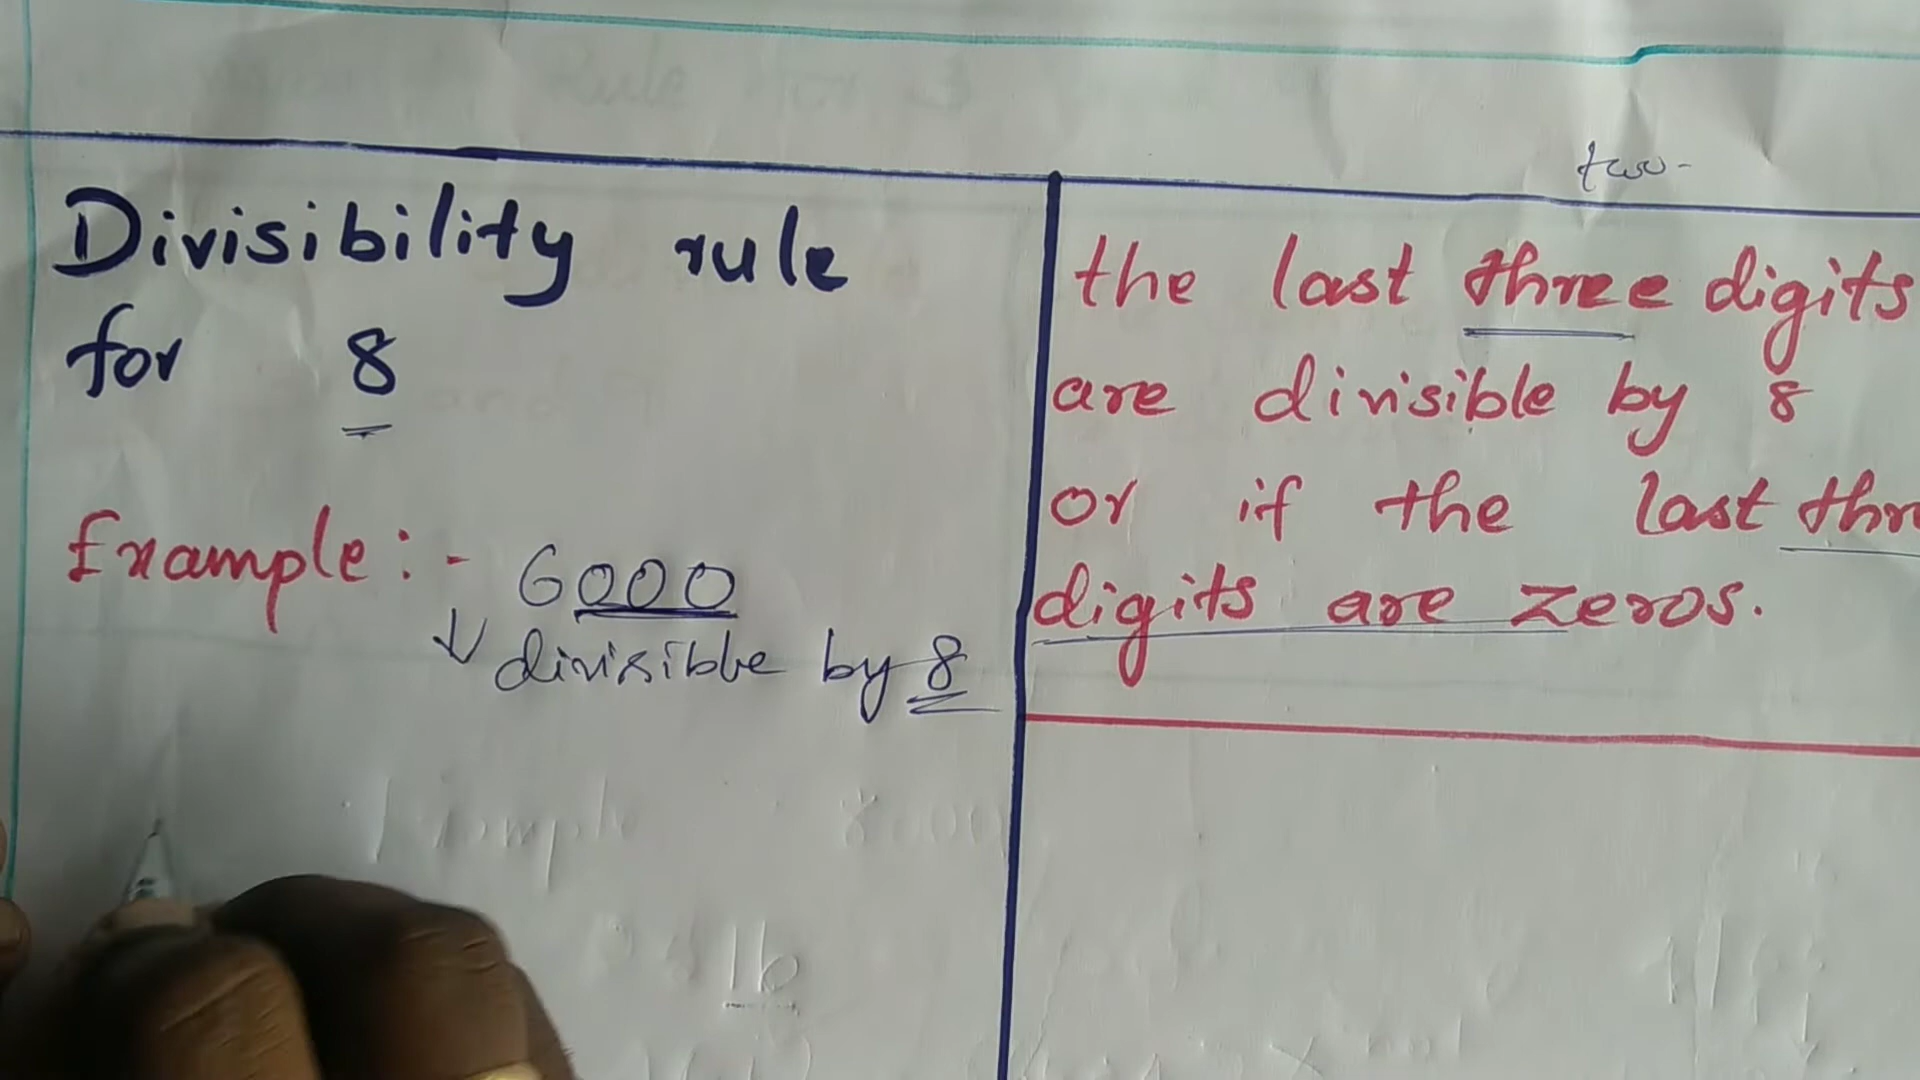 Divisibility rule
for 8
Example:- 6000
divisible by 8
two-
the last three digits
are divisible by 8
or if the last thr
digits are zeros.